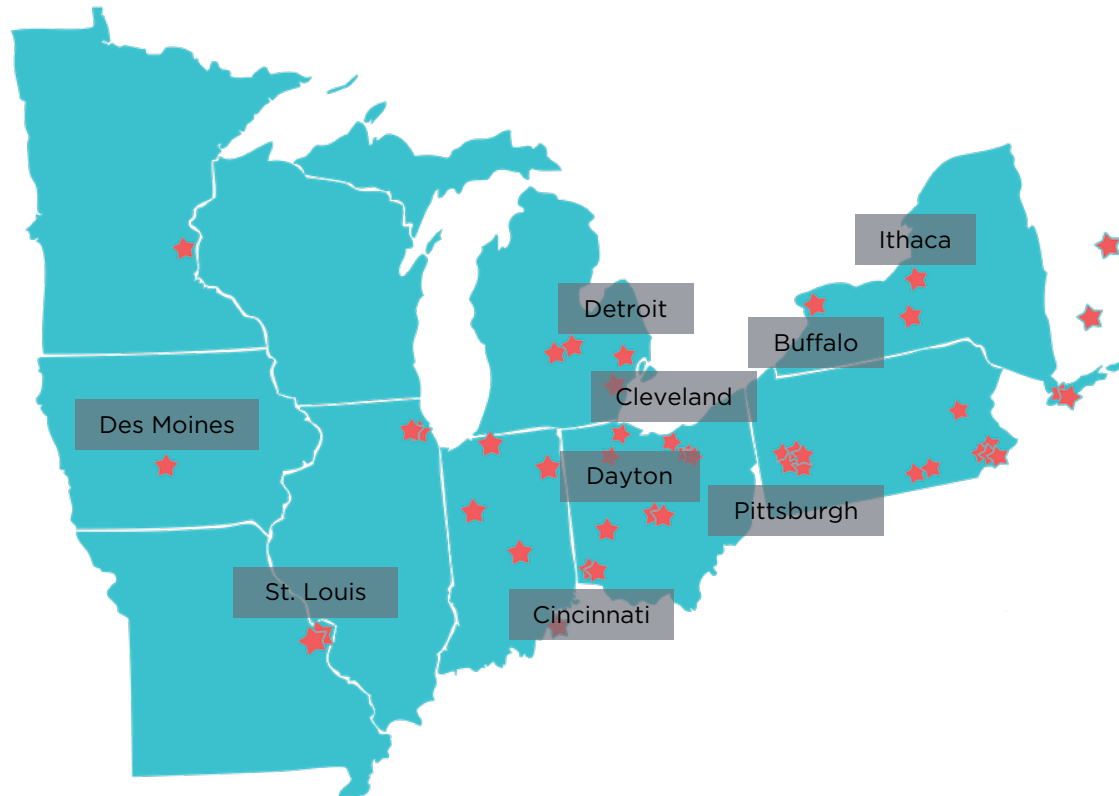 Ithaca
Detroit
Buffalo
Cleveland
Des Moines
Dayton
Pittsburgh
St. Louis
Cincinnati